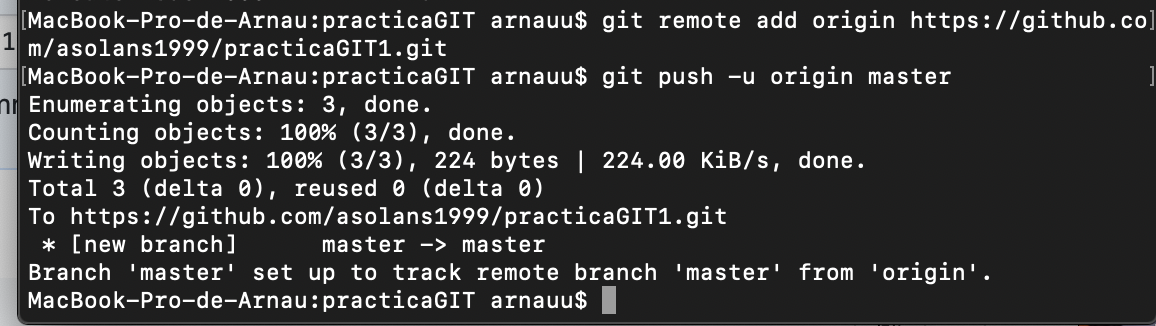 [MacBook-Pro-de-Arnau:practicaGIT arnauu$ git remote add origin https://github.co]
m/asolans1999/practicaGIT1.git
[MacBook-Pro-de-Arnau:practicaGIT arnauu$ git push -u origin master ]
Enumerating objects: 3, done.
Counting objects: 100% (3/3), done.
Writing objects: 100% (3/3), 224 bytes | 224.00 KiB/s, done.
Total 3 (delta 0), reused 0 (delta 0)
To https://github.com/asolans1999/practicaGIT1.git
 * [new branch]      master -> master
Branch 'master' set up to track remote branch 'master' from 'origin'.
MacBook-Pro-de-Arnau:practicaGIT arnauu$